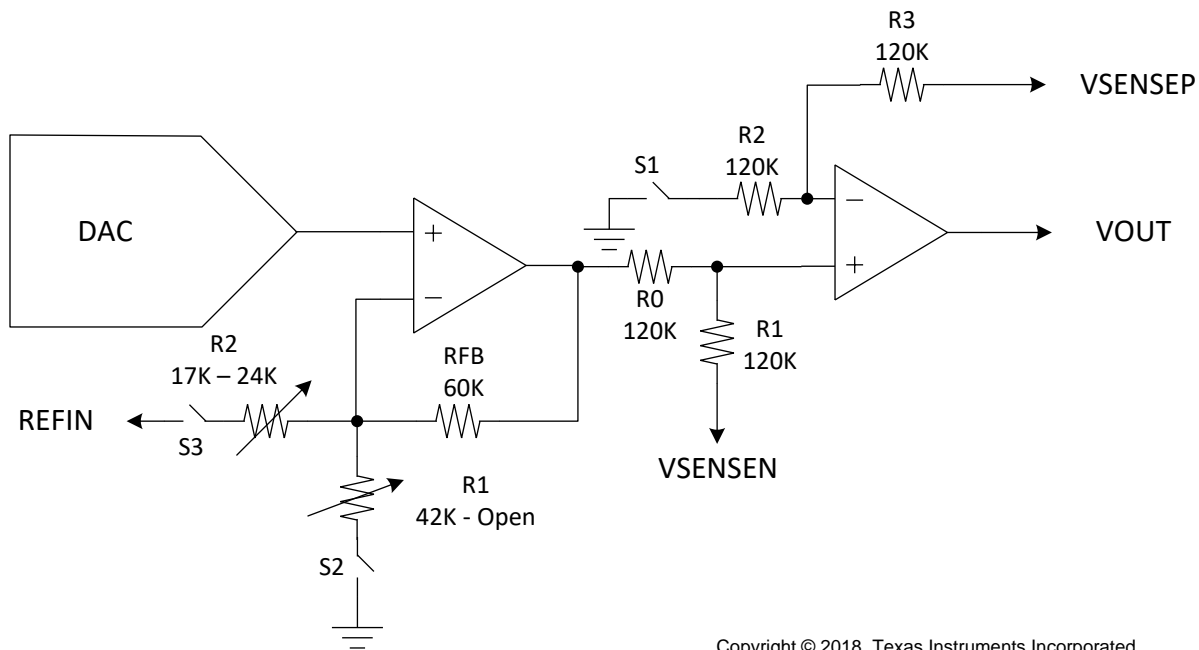 R3
120K
VSENSEP
R2
120K
S1
DAC
+
−
−
+
VOUT
R0
120K
R1
120K
R2
17K – 24K
RFB
60K
REFIN
S3
VSENSEN
R1
42K - Open
S2
Copyright © 2018, Texas Instruments Incorporated